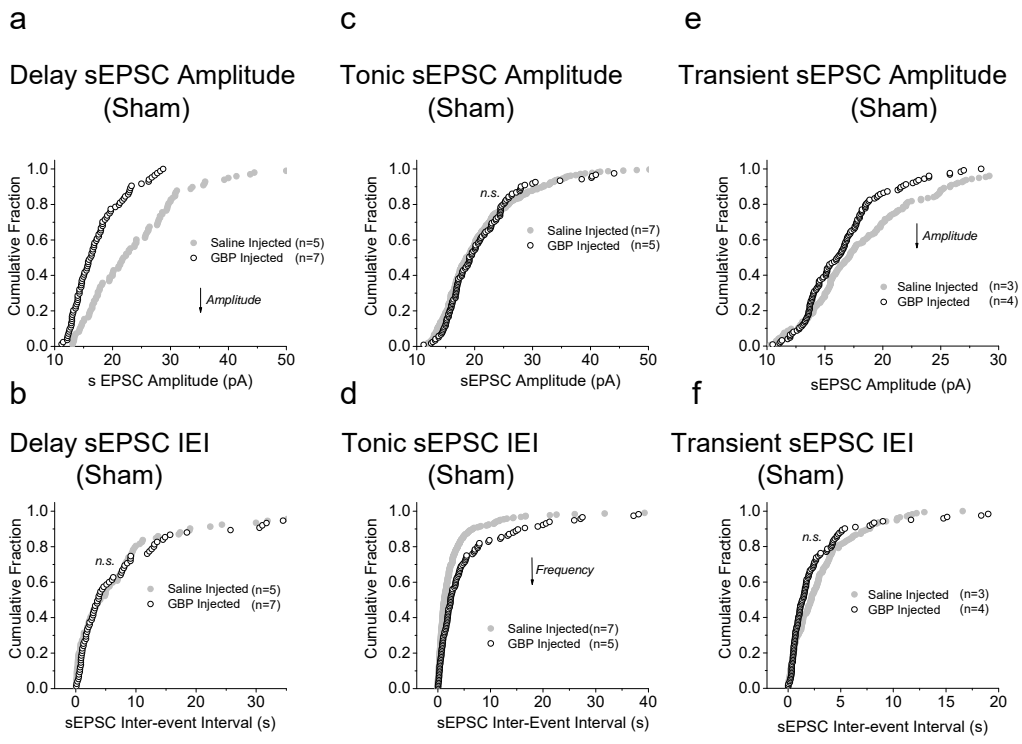 a
Delay sEPSC Amplitude
(Sham)
1.0
0.8
0.6
0.4
0.2
0.0
Cumulative Fraction
Saline Injected (n=5)
GBP Injected (n=7)
Amplitude
10 20 30 40 50
s EPSC Amplitude (pA)
c
Tonic sEPSC Amplitude
(Sham)
1.0
0.8
0.6
0.4
0.2
0.0
Cumulative Fraction
n.s.
Saline Injected (n=7)
GBP Injected (n=5)
10 20 30 40 50
sEPSC Amplitude (pA)
e
Transient sEPSC Amplitude
(Sham)
1.0
0.8
0.6
0.4
0.2
0.0
Cumulative Fraction
Amplitude
Saline Injected (n=3)
GBP Injected (n=4)
10 15 20 25 30
sEPSC Amplitude (pA)
b
Delay sEPSC IEI
(Sham)
1.0
0.8
0.6
0.4
0.2
0.0
Cumulative Fraction
n.s.
Saline Injected (n=5)
GBP Injected (n=7)
0 10 20 30
sEPSC Inter-event Interval (s)
d
Tonic sEPSC IEI
(Sham)
1.0
0.8
0.6
0.4
0.2
0.0
Cumulative Fraction
Frequency
Saline Injected(n=7)
GBP Injected (n=5)
0 10 20 30 40
sEPSC Inter-Event Interval (s)
f
Transient sEPSC IEI
(Sham)
1.0
0.8
0.6
0.4
0.2
0.0
Cumulative Fraction
n.s.
Saline Injected (n=3)
GBP Injected (n=4)
0 5 10 15 20
sEPSC Inter-event Interval (s)